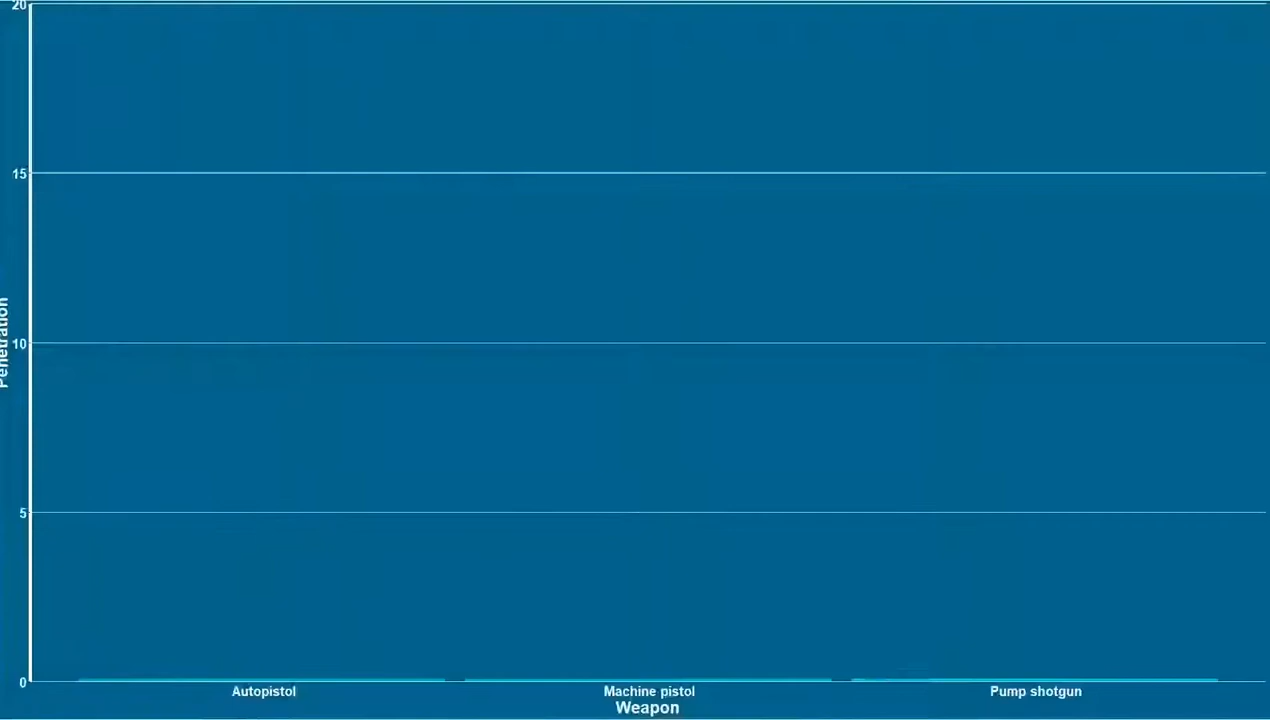 20
15
10
5
0
Penetration
Autopistol
Machine pistol
Pump shotgun
Weapon